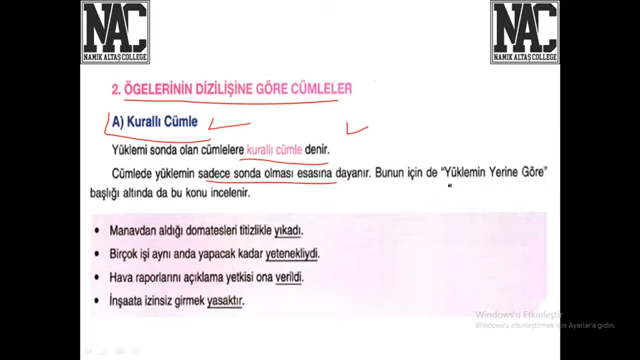 NAC
NAMIK ALTAŞ COLLEGE
NAC
NAMIK ALTAŞ COLLEGE
2. ÖGELERİNİN DİZİLİŞİNE GÖRE CÜMLELER
A) Kurallı Cümle
Yüklemi sonda olan cümlelere kurallı cümle denir.
Cümlede yüklemin sadece sonda olması esasına dayanır. Bunun için de “Yüklemin Yerine Göre”
başlığı altında da bu konu incelenir.
• Manavdan aldığı domatesleri titizlikle yıkadı.
• Birçok işi aynı anda yapacak kadar yetenekliydi.
• Hava raporlarını açıklama yetkisi ona verildi.
• İnşaata izinsiz girmek yasaktır.
Windows'u Etkinleştir
Windows'u etkinleştirmek için Ayarlar'a gidin.